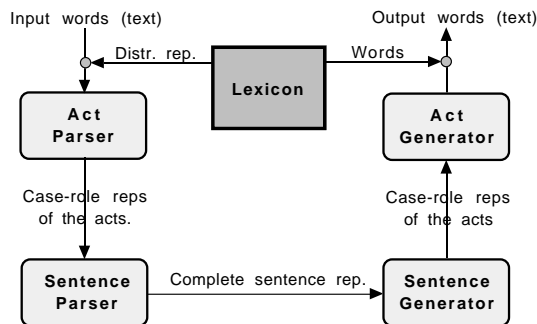 Input words (text)
Output words (text)
Distr. rep.
Words
Lexicon
Act
Parser
Act
Generator
Case-role reps
of the acts.
Case-role reps
of the acts
Sentence
Parser
Complete sentence rep.
Sentence
Generator